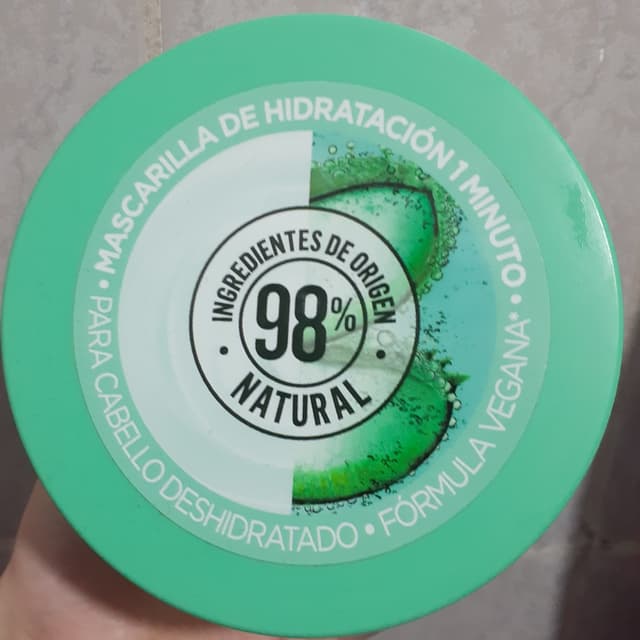 • MASCARILLA DE HIDRATACIÓN 1 MINUTO •
PARA CABELLO DESHIDRATADO • FÓRMULA VEGANA* •
INGREDIENTES DE ORIGEN
98%
• NATURAL •